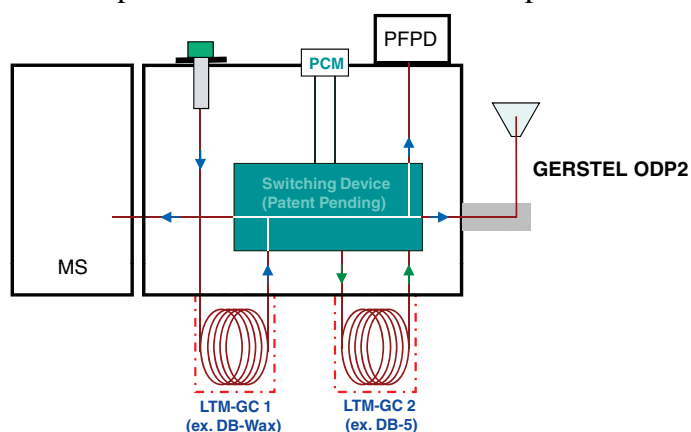 PFPD
PCM
MS
Switching Device
(Patent Pending)
GERSTEL ODP2
LTM-GC 1
(ex. DB-Wax)
LTM-GC 2
(ex. DB-5)